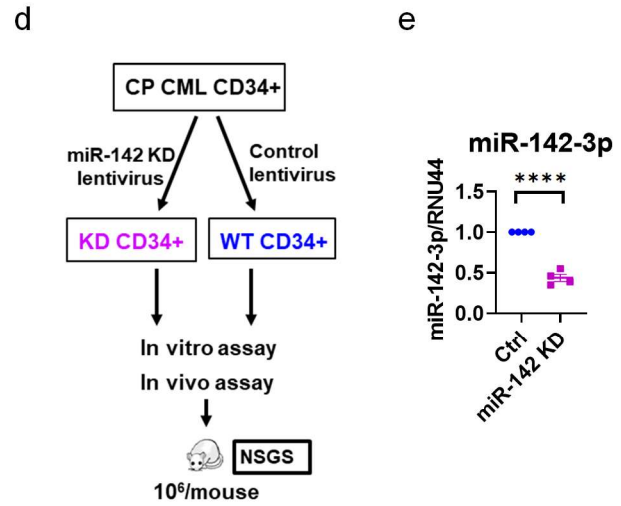 d
CP CML CD34+
miR-142 KD
lentivirus
Control
lentivirus
KD CD34+
WT CD34+
In vitro assay
In vivo assay
NSGS
10⁶/mouse
e
miR-142-3p
****
miR-142-3p/RNU44
1.5
1.0
0.5
0.0
Ctrl
miR-142 KD